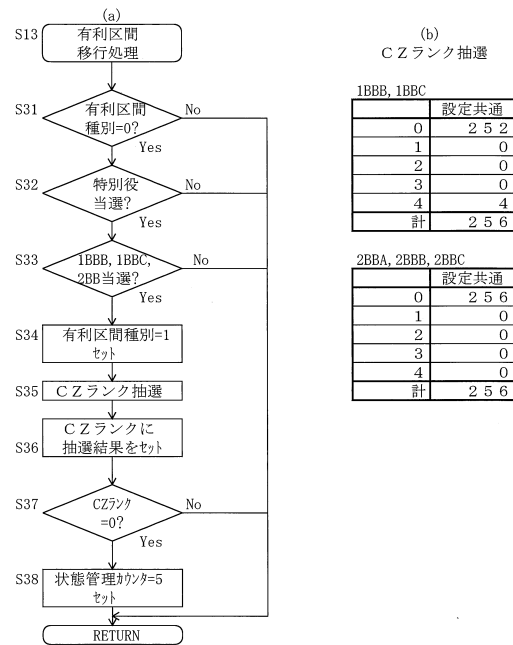 (a)
S13
有利区間
移行処理
S31
有利区間
種別=0?
No
Yes
S32
特別役
当選?
No
Yes
S33
1BBB, 1BBC,
2BB当選?
No
Yes
S34
有利区間種別=1
セット
S35
ＣＺランク抽選
ＣＺランクに
S36
抽選結果をセット
S37
CZランク
=0?
No
Yes
S38
状態管理カウンタ=5
セット
RETURN
(b)
ＣＺランク抽選
1BBB, 1BBC
設定共通
0 ２５２
1 0
2 0
3 0
4 4
計 ２５６
2BBA, 2BBB, 2BBC
設定共通
0 ２５６
1 0
2 0
3 0
4 0
計 ２５６